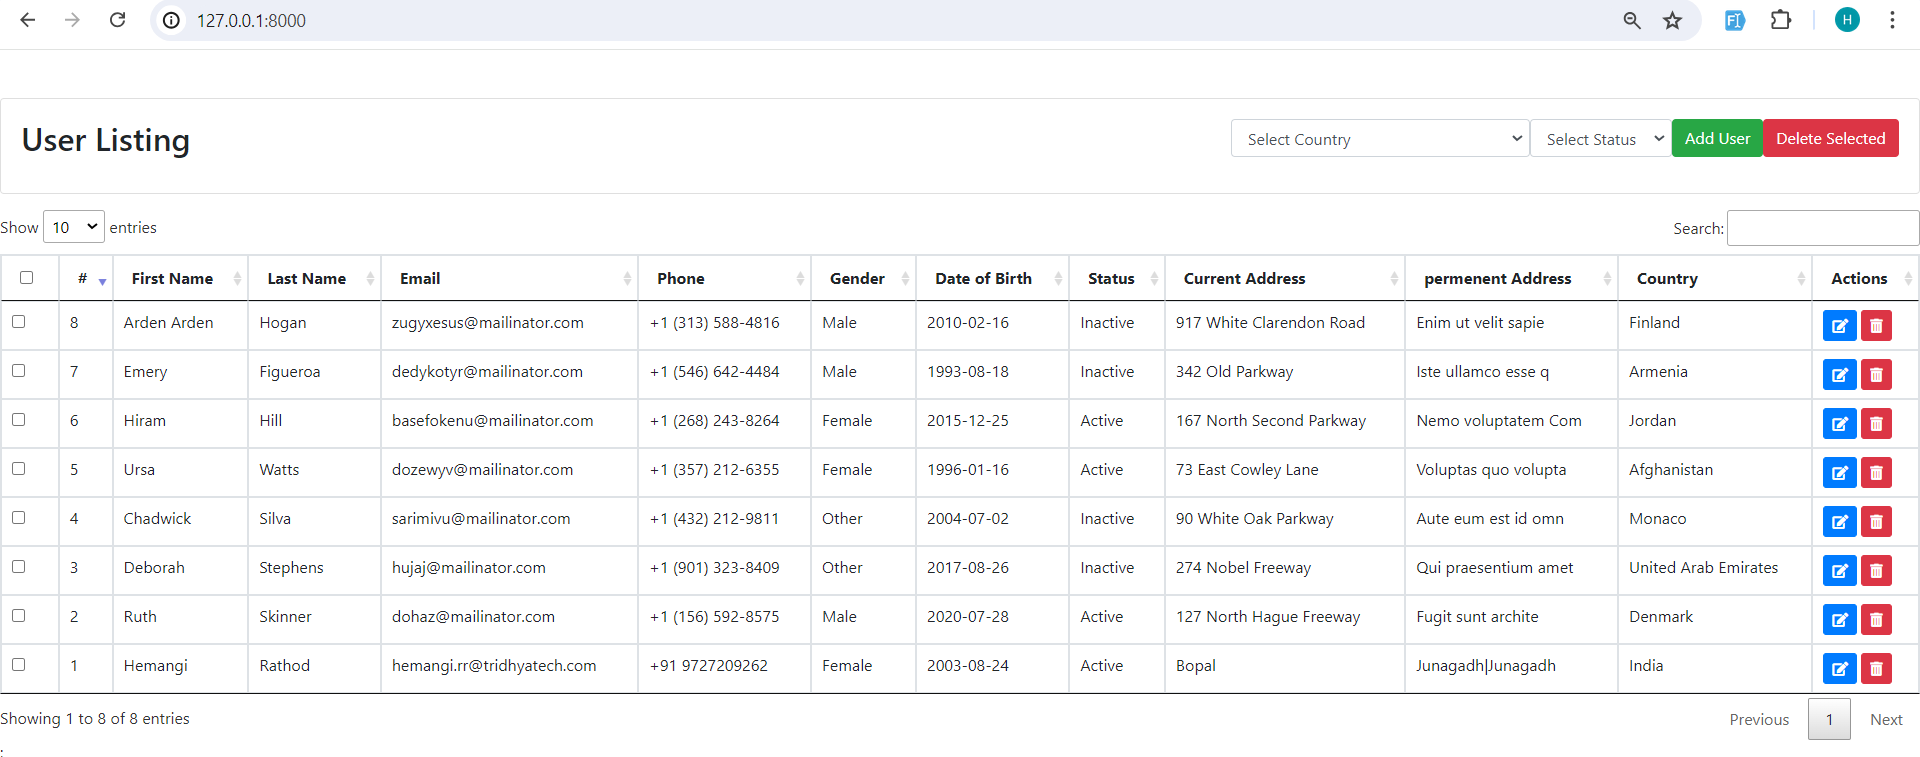 127.0.0.1:8000
H
User Listing
Select Country Select Status Add User Delete Selected
Show 10 entries Search:
# First Name Last Name Email Phone Gender Date of Birth Status Current Address permenent Address Country Actions
8 Arden Arden Hogan zugyxesus@mailinator.com +1 (313) 588-4816 Male 2010-02-16 Inactive 917 White Clarendon Road Enim ut velit sapie Finland
7 Emery Figueroa dedykotyr@mailinator.com +1 (546) 642-4484 Male 1993-08-18 Inactive 342 Old Parkway Iste ullamco esse q Armenia
6 Hiram Hill basefokenu@mailinator.com +1 (268) 243-8264 Female 2015-12-25 Active 167 North Second Parkway Nemo voluptatem Com Jordan
5 Ursa Watts dozewyv@mailinator.com +1 (357) 212-6355 Female 1996-01-16 Active 73 East Cowley Lane Voluptas quo volupta Afghanistan
4 Chadwick Silva sarimivu@mailinator.com +1 (432) 212-9811 Other 2004-07-02 Inactive 90 White Oak Parkway Aute eum est id omn Monaco
3 Deborah Stephens hujaj@mailinator.com +1 (901) 323-8409 Other 2017-08-26 Inactive 274 Nobel Freeway Qui praesentium amet United Arab Emirates
2 Ruth Skinner dohaz@mailinator.com +1 (156) 592-8575 Male 2020-07-28 Active 127 North Hague Freeway Fugit sunt archite Denmark
1 Hemangi Rathod hemangi.rr@tridhyatech.com +91 9727209262 Female 2003-08-24 Active Bopal Junagadh|Junagadh India
Showing 1 to 8 of 8 entries Previous 1 Next
: